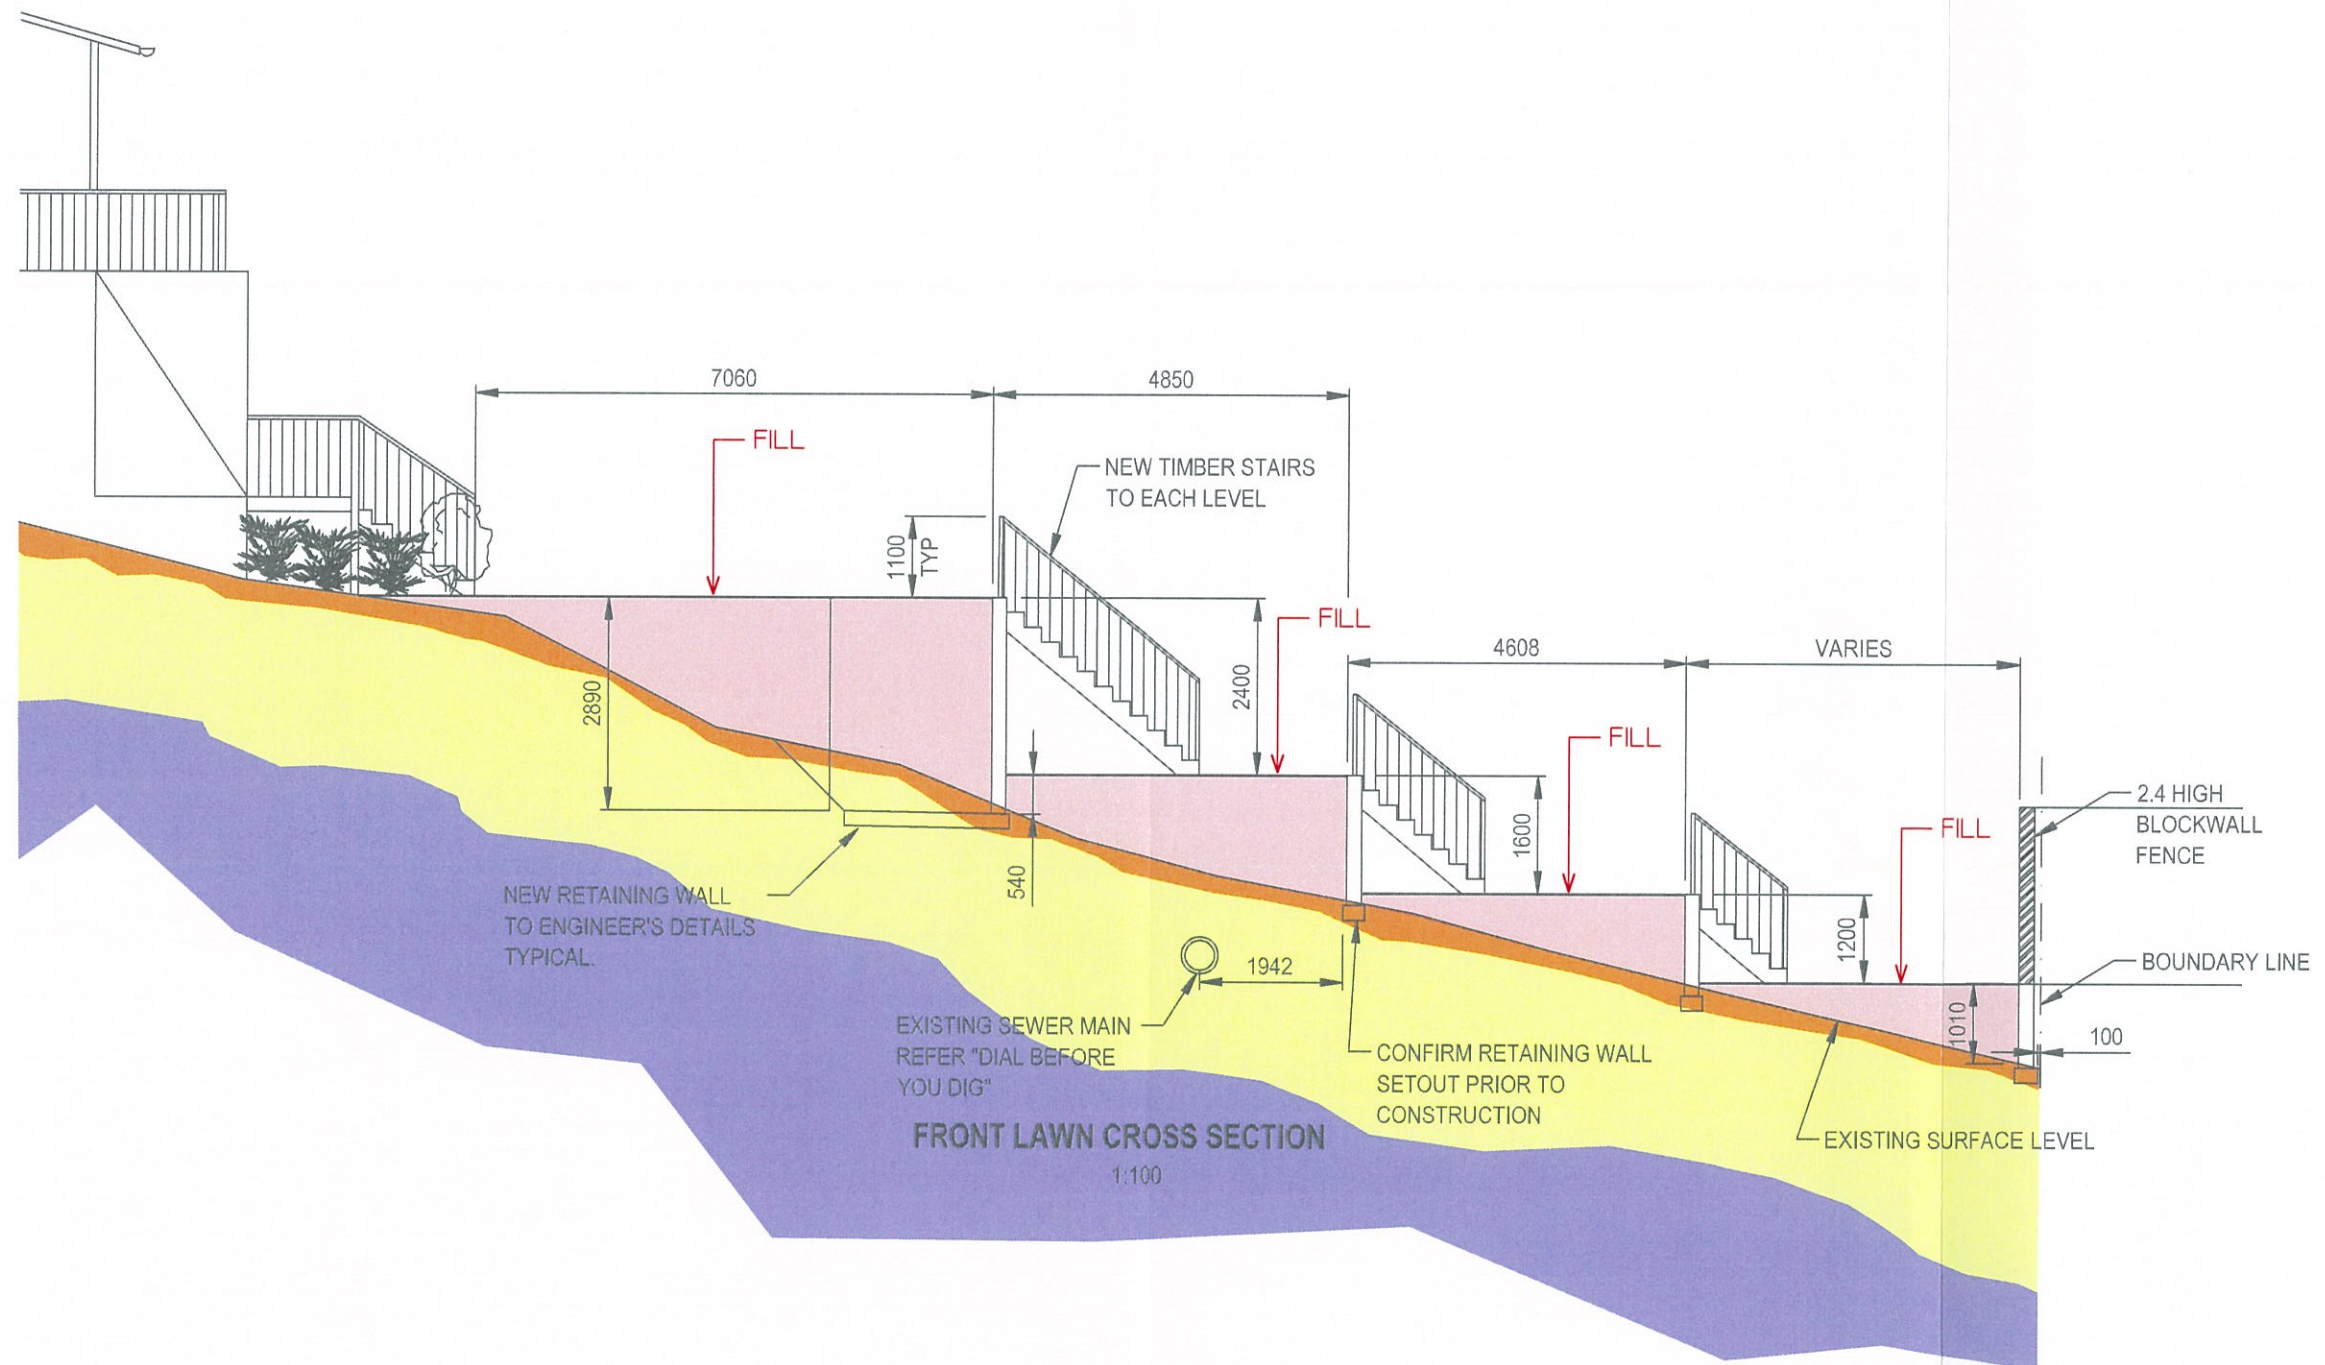 7060
4850
FILL
NEW TIMBER STAIRS
TO EACH LEVEL
1100
TYP
FILL
2400
4608
VARIES
2890
FILL
1600
2.4 HIGH
BLOCKWALL
FENCE
FILL
540
NEW RETAINING WALL
TO ENGINEER'S DETAILS
TYPICAL.
1200
1942
BOUNDARY LINE
EXISTING SEWER MAIN
REFER "DIAL BEFORE
YOU DIG"
1010
100
CONFIRM RETAINING WALL
SETOUT PRIOR TO
CONSTRUCTION
EXISTING SURFACE LEVEL
FRONT LAWN CROSS SECTION
1:100